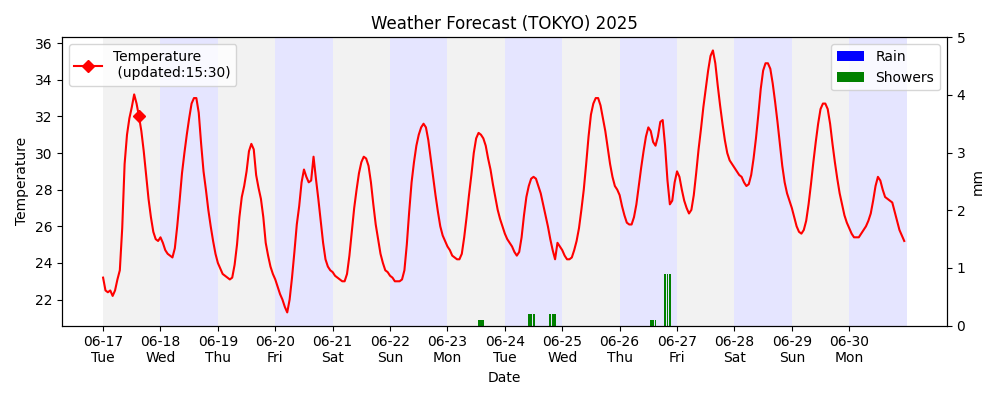 Weather Forecast (TOKYO) 2025
Temperature
(updated:15:30)
Rain
Showers
Temperature
36
34
32
30
28
26
24
22
5
4
3
2
1
0
mm
06-17 06-18 06-19 06-20 06-21 06-22 06-23 06-24 06-25 06-26 06-27 06-28 06-29 06-30
Tue Wed Thu Fri Sat Sun Mon Tue Wed Thu Fri Sat Sun Mon
Date